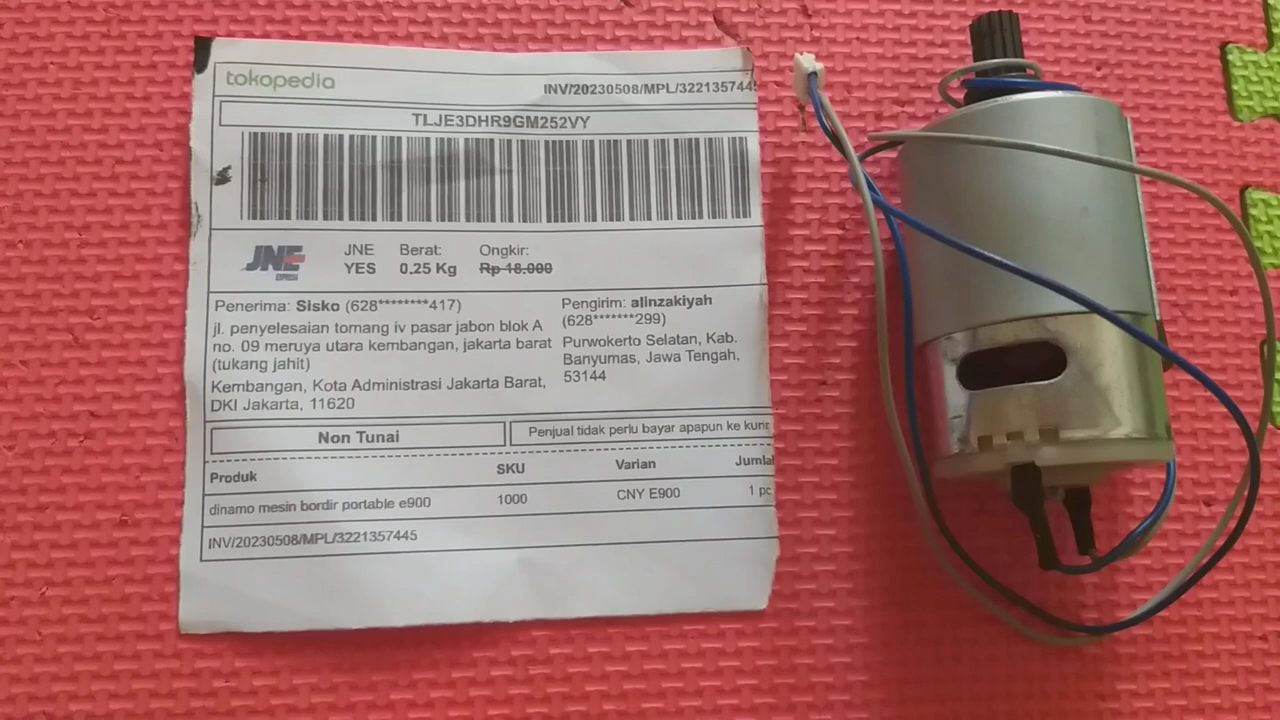 tokopedia
INV/20230508/MPL/322135744
TLJE3DHR9GM252VY
JNE EXPRESS
JNE Berat: Ongkir:
YES 0.25 Kg Rp 18.000
Penerima: Sisko (628********417)
jl. penyelesaian tomang iv pasar jabon blok A
no. 09 meruya utara kembangan, jakarta barat
(tukang jahit)
Kembangan, Kota Administrasi Jakarta Barat,
DKI Jakarta, 11620
Pengirim: alinzakiyah
(628*******299)
Purwokerto Selatan, Kab.
Banyumas, Jawa Tengah,
53144
Non Tunai
Penjual tidak perlu bayar apapun ke kurir
Produk SKU Varian Jumlah
dinamo mesin bordir portable e900 1000 CNY E900 1 pc
INV/20230508/MPL/3221357445